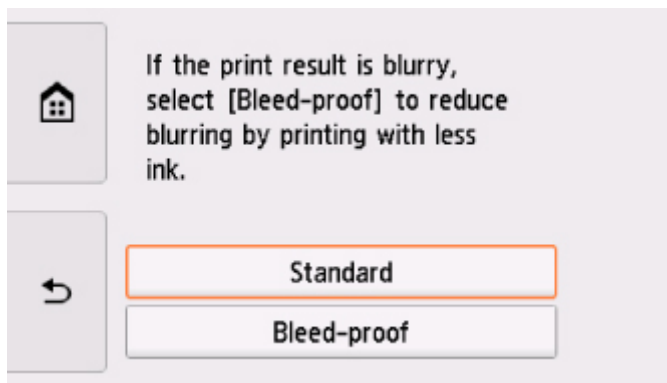 If the print result is blurry,
select [Bleed-proof] to reduce
blurring by printing with less
ink.
Standard
Bleed-proof